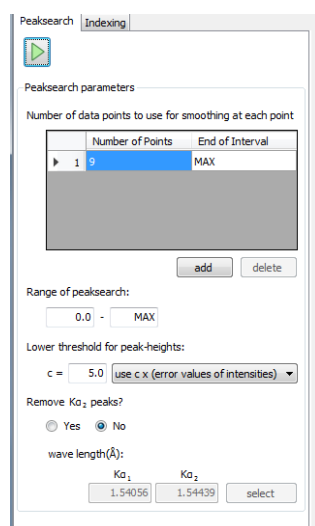 Peaksearch Indexing
Peaksearch parameters
Number of data points to use for smoothing at each point
Number of Points End of Interval
1 9 MAX
add delete
Range of peaksearch:
0.0 - MAX
Lower threshold for peak-heights:
c = 5.0 use c x (error values of intensities)
Remove Kα₂ peaks?
Yes No
wave length(Å):
Kα₁ Kα₂
1.54056 1.54439 select